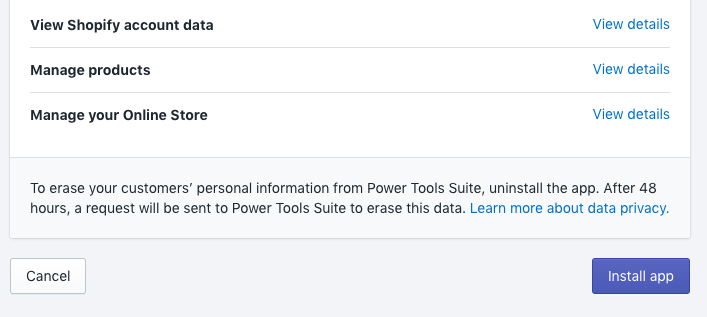 View Shopify account data View details
Manage products View details
Manage your Online Store View details
To erase your customers’ personal information from Power Tools Suite, uninstall the app. After 48
hours, a request will be sent to Power Tools Suite to erase this data. Learn more about data privacy.
Cancel Install app